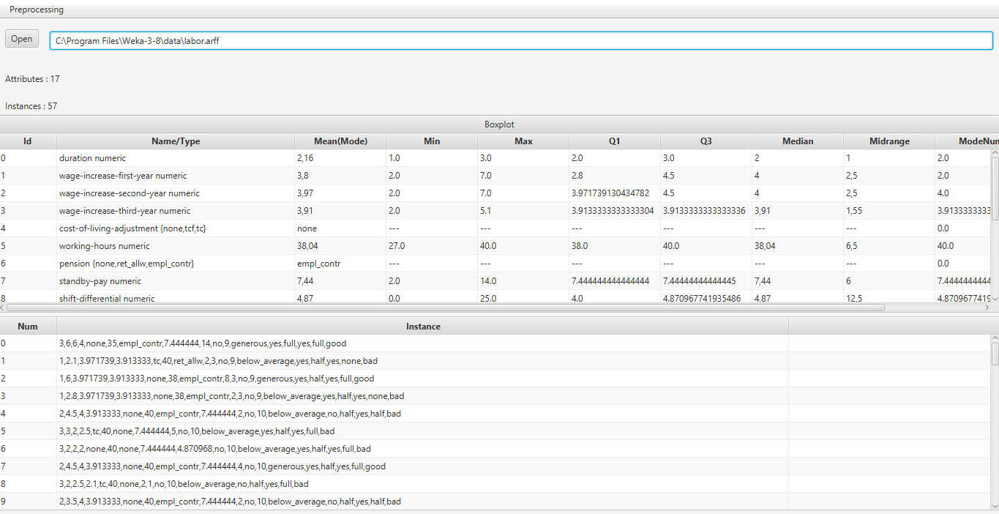 Preprocessing
Open C:\Program Files\Weka-3-8\data\labor.arff
Attributes : 17
Instances : 57
Boxplot
Id Name/Type Mean(Mode) Min Max Q1 Q3 Median Midrange ModeNum
0 duration numeric 2,16 1.0 3.0 2.0 3.0 2 1 2.0
1 wage-increase-first-year numeric 3,8 2.0 7.0 2.8 4.5 4 2,5 2.0
2 wage-increase-second-year numeric 3,97 2.0 7.0 3.971739130434782 4.5 4 2,5 4.0
3 wage-increase-third-year numeric 3,91 2.0 5.1 3.9133333333333304 3.9133333333333336 3,91 1,55 3.9133333333
4 cost-of-living-adjustment {none,tcf,tc} none --- --- --- --- --- --- 0.0
5 working-hours numeric 38,04 27.0 40.0 38.0 40.0 38,04 6,5 40.0
6 pension {none,ret_allw,empl_contr} empl_contr --- --- --- --- --- --- 0.0
7 standby-pay numeric 7,44 2.0 14.0 7.444444444444444 7.44444444444445 7,44 6 7.4444444444
8 shift-differential numeric 4,87 0.0 25.0 4.0 4.870967741935486 4,87 12,5 4.8709677419
Num Instance
0 3,6,6,4,none,35,empl_contr,7.444444,14,no,9,generous,yes,full,yes,full,good
1 1,2.1,3.971739,3.913333,tc,40,ret_allw,2,3,no,9,below_average,yes,half,yes,none,bad
2 1,6,3.971739,3.913333,none,38,empl_contr,8,3,no,9,generous,yes,half,yes,full,good
3 1,2.8,3.971739,3.913333,none,38,empl_contr,2,3,no,9,below_average,yes,half,yes,none,bad
4 2,4.5,4,3.913333,none,40,empl_contr,7.444444,2,no,10,below_average,no,half,yes,half,bad
5 3,3,2,2.5,tc,40,none,7.444444,5,no,10,below_average,yes,half,yes,full,bad
6 3,2,2,2,none,40,none,7.444444,4.870968,no,10,below_average,yes,half,yes,full,bad
7 2,4.5,4,3.913333,none,40,empl_contr,7.444444,4,no,10,generous,yes,half,yes,full,good
8 3,2,2.5,2.1,tc,40,none,2,1,no,10,below_average,no,half,yes,full,bad
9 2,3.5,4,3.913333,none,40,empl_contr,7.444444,2,no,10,below_average,no,half,yes,half,bad